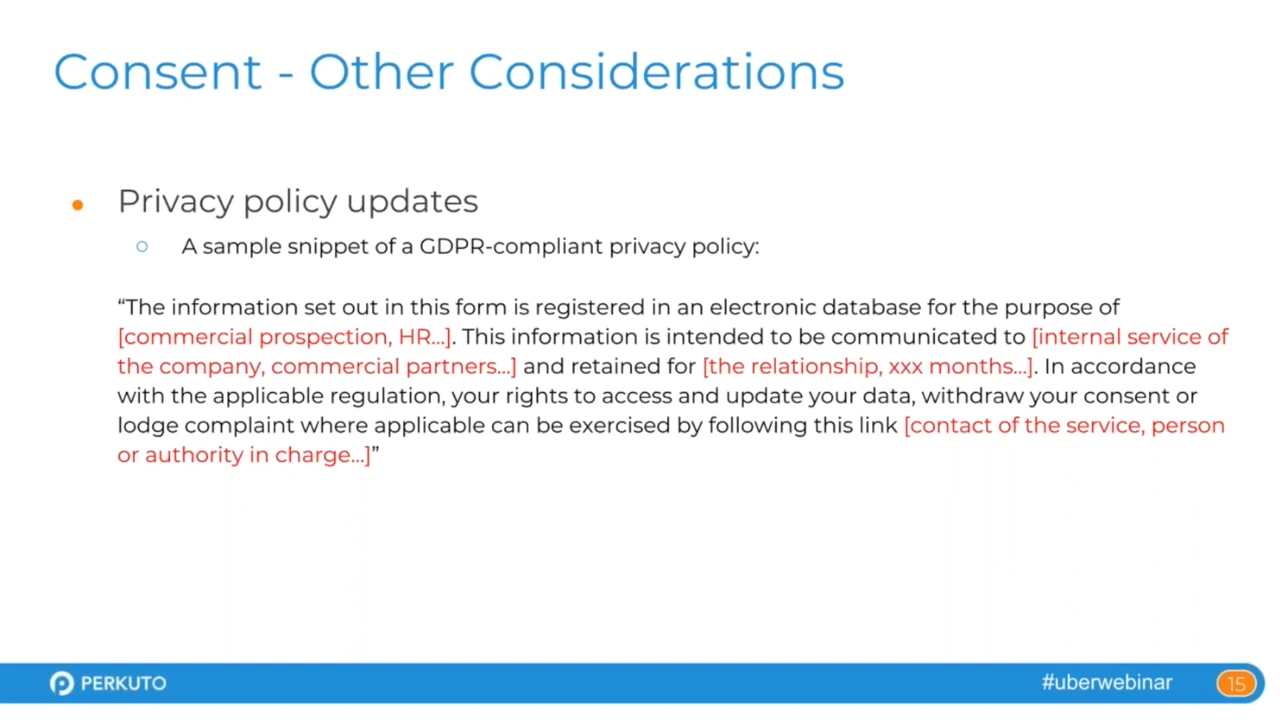 Consent - Other Considerations
Privacy policy updates
A sample snippet of a GDPR-compliant privacy policy:
“The information set out in this form is registered in an electronic database for the purpose of
[commercial prospection, HR...]. This information is intended to be communicated to [internal service of
the company, commercial partners...] and retained for [the relationship, xxx months...]. In accordance
with the applicable regulation, your rights to access and update your data, withdraw your consent or
lodge complaint where applicable can be exercised by following this link [contact of the service, person
or authority in charge...]”
PERKUTO
#uberwebinar
15